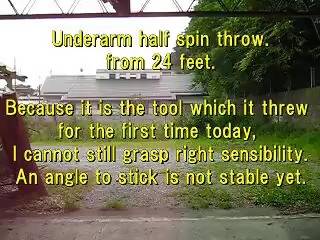 Underarm half spin throw.
from 24 feet.
Because it is the tool which it threw
for the first time today,
I cannot still grasp right sensibility.
An angle to stick is not stable yet.